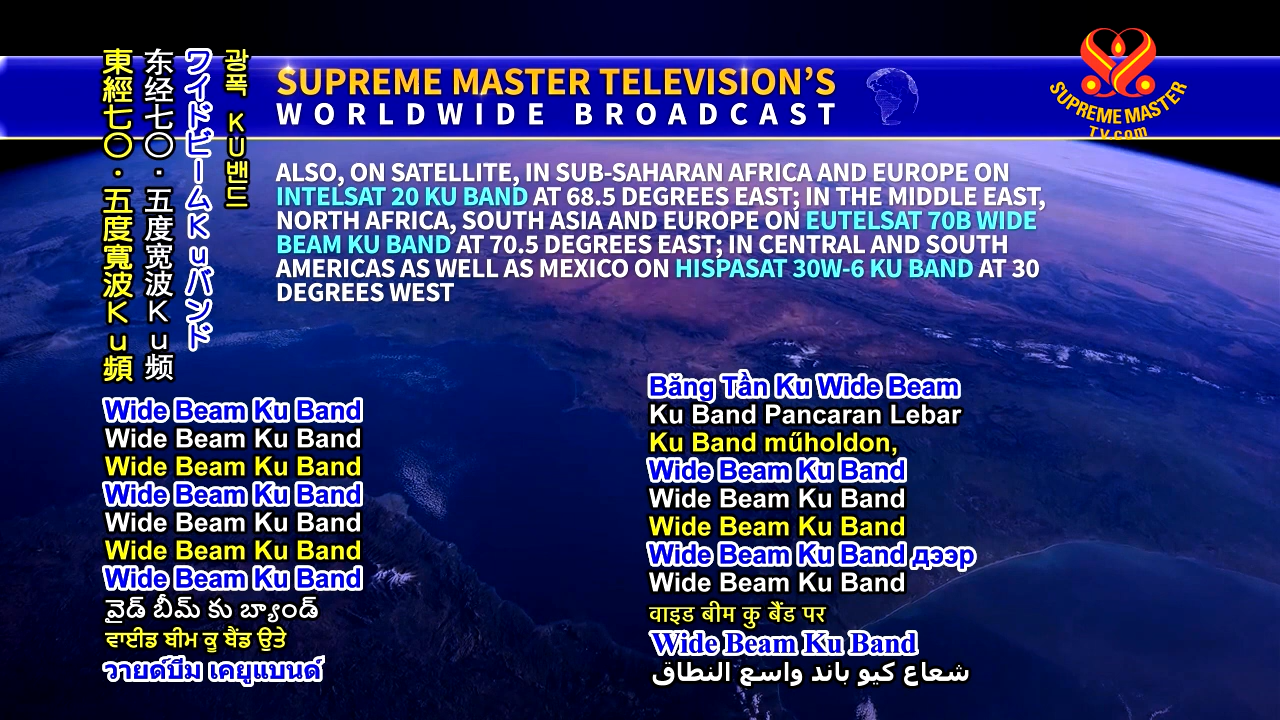 SUPREME MASTER TELEVISION'S
WORLDWIDE BROADCAST
SUPREME MASTER
TV.com
ALSO, ON SATELLITE, IN SUB-SAHARAN AFRICA AND EUROPE ON
INTELSAT 20 KU BAND AT 68.5 DEGREES EAST; IN THE MIDDLE EAST,
NORTH AFRICA, SOUTH ASIA AND EUROPE ON EUTELSAT 70B WIDE
BEAM KU BAND AT 70.5 DEGREES EAST; IN CENTRAL AND SOUTH
AMERICAS AS WELL AS MEXICO ON HISPASAT 30W-6 KU BAND AT 30
DEGREES WEST
광폭 KU밴드
ワイドビームKuバンド
东经七〇．五度宽波Ku频
東經七〇．五度寬波Ku頻
Wide Beam Ku Band
Wide Beam Ku Band
Wide Beam Ku Band
Wide Beam Ku Band
Wide Beam Ku Band
Wide Beam Ku Band
Wide Beam Ku Band
వైడ్ బీమ్ కు బ్యాండ్
ਵਾਈਡ ਬੀਮ ਕੂ ਬੈਂਡ ਉਤੇ
วายด์บีม เคยูแบนด์
Băng Tần Ku Wide Beam
Ku Band Pancaran Lebar
Ku Band műholdon,
Wide Beam Ku Band
Wide Beam Ku Band
Wide Beam Ku Band
Wide Beam Ku Band дээр
Wide Beam Ku Band
वाइड बीम कु बैंड पर
Wide Beam Ku Band
شعاع كيو باند واسع النطاق